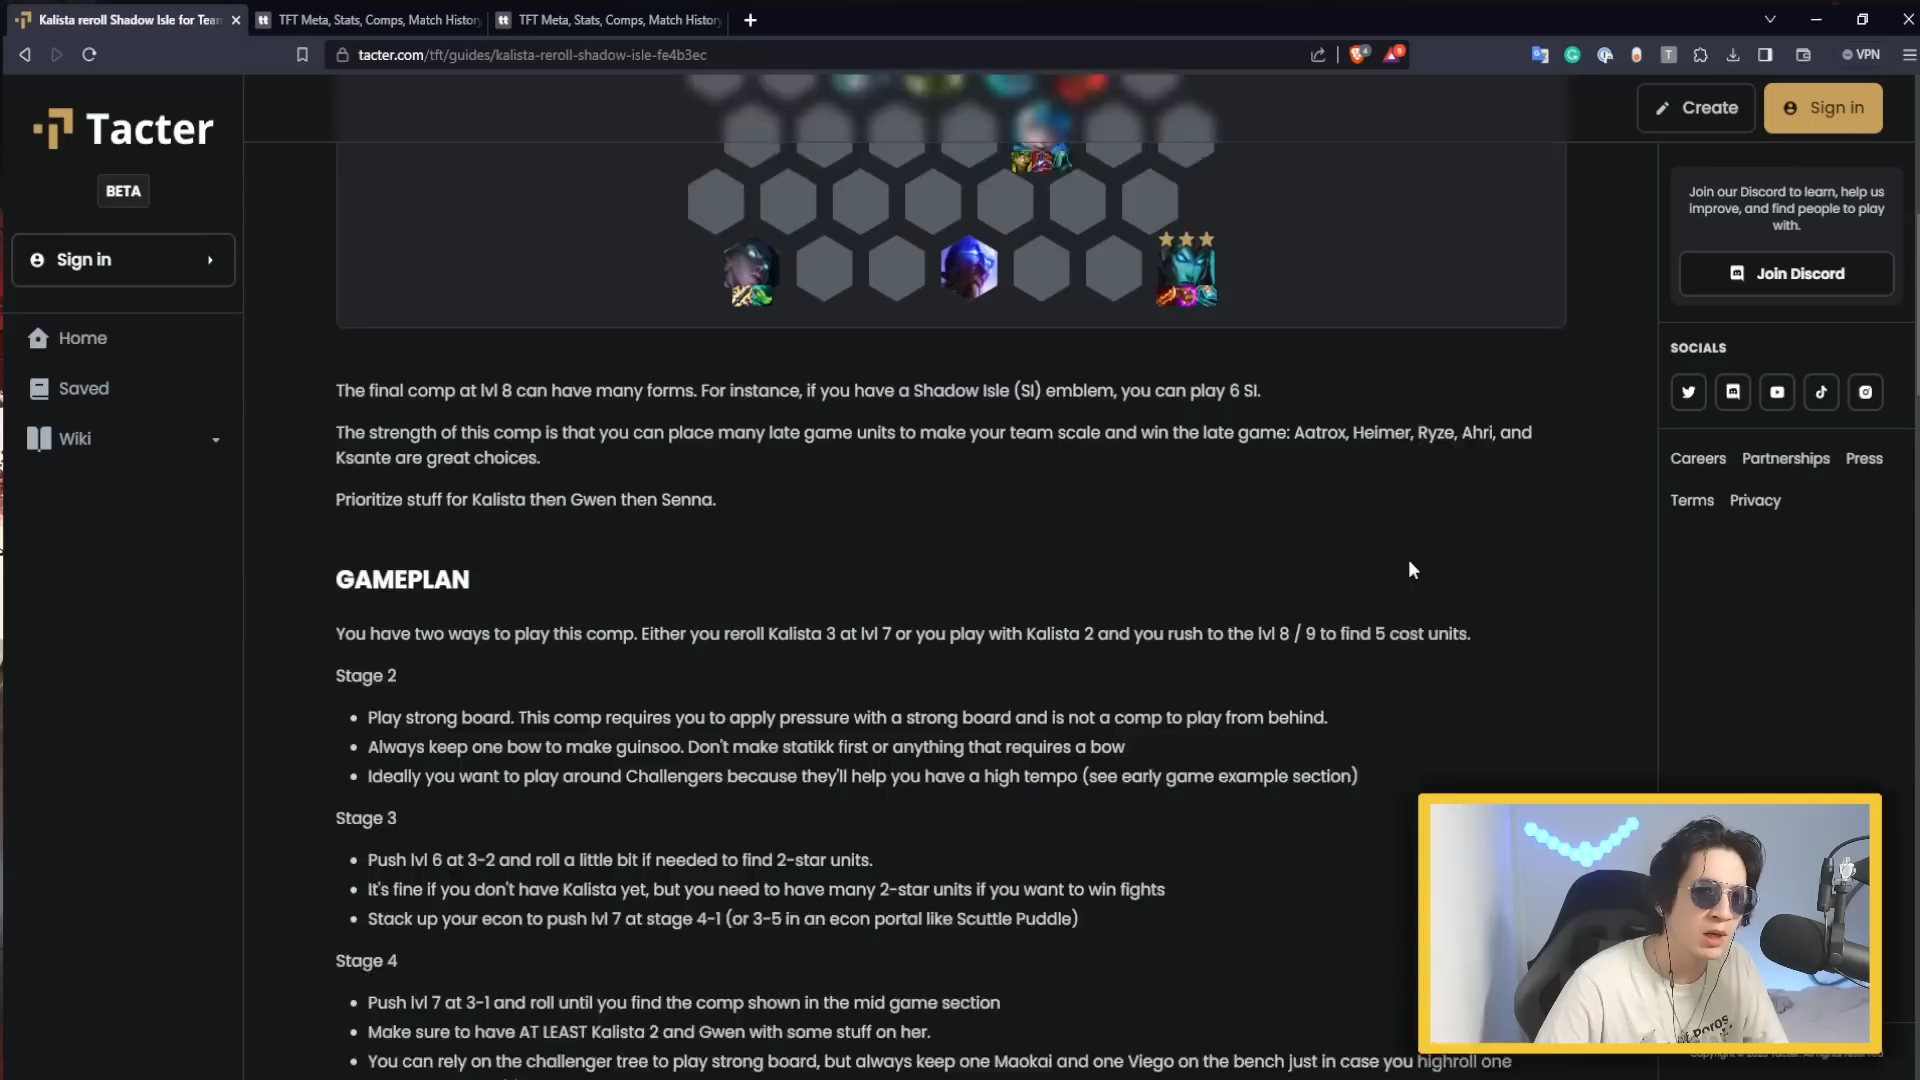 Kalista reroll Shadow Isle for Team
TFT Meta, Stats, Comps, Match History
TFT Meta, Stats, Comps, Match History
tacter.com/tft/guides/kalista-reroll-shadow-isle-fe4b3ec
VPN
Tacter
BETA
Sign in
Home
Saved
Wiki
Create
Sign in
The final comp at lvl 8 can have many forms. For instance, if you have a Shadow Isle (SI) emblem, you can play 6 SI.
The strength of this comp is that you can place many late game units to make your team scale and win the late game: Aatrox, Heimer, Ryze, Ahri, and
Ksante are great choices.
Prioritize stuff for Kalista then Gwen then Senna.
GAMEPLAN
You have two ways to play this comp. Either you reroll Kalista 3 at lvl 7 or you play with Kalista 2 and you rush to the lvl 8 / 9 to find 5 cost units.
Stage 2
• Play strong board. This comp requires you to apply pressure with a strong board and is not a comp to play from behind.
• Always keep one bow to make guinsoo. Don't make statikk first or anything that requires a bow
• Ideally you want to play around Challengers because they'll help you have a high tempo (see early game example section)
Stage 3
• Push lvl 6 at 3-2 and roll a little bit if needed to find 2-star units.
• It's fine if you don't have Kalista yet, but you need to have many 2-star units if you want to win fights
• Stack up your econ to push lvl 7 at stage 4-1 (or 3-5 in an econ portal like Scuttle Puddle)
Stage 4
• Push lvl 7 at 3-1 and roll until you find the comp shown in the mid game section
• Make sure to have AT LEAST Kalista 2 and Gwen with some stuff on her.
• You can rely on the challenger tree to play strong board, but always keep one Maokai and one Viego on the bench just in case you highroll one
Join our Discord to learn, help us
improve, and find people to play
with.
Join Discord
SOCIALS
Careers Partnerships Press
Terms Privacy